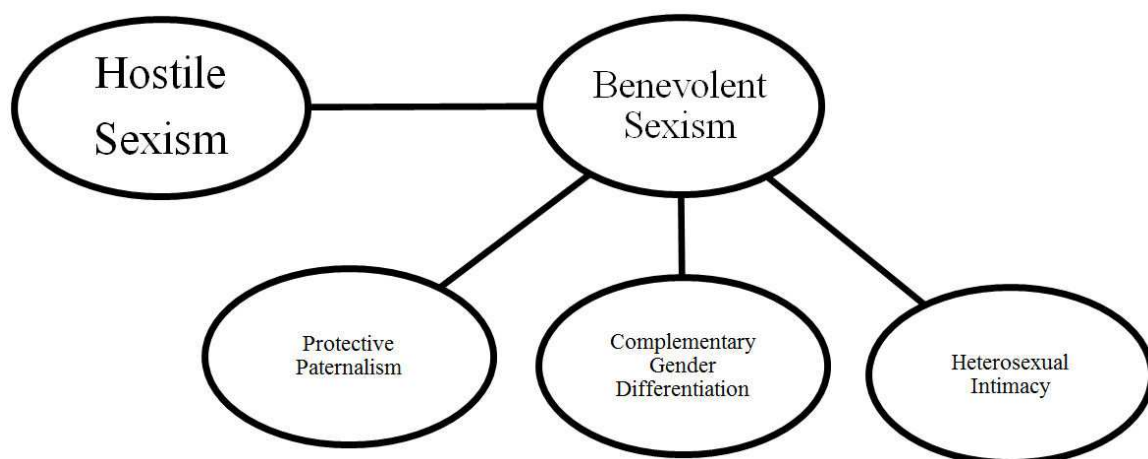 Hostile
Sexism
Benevolent
Sexism
Protective
Paternalism
Complementary
Gender
Differentiation
Heterosexual
Intimacy